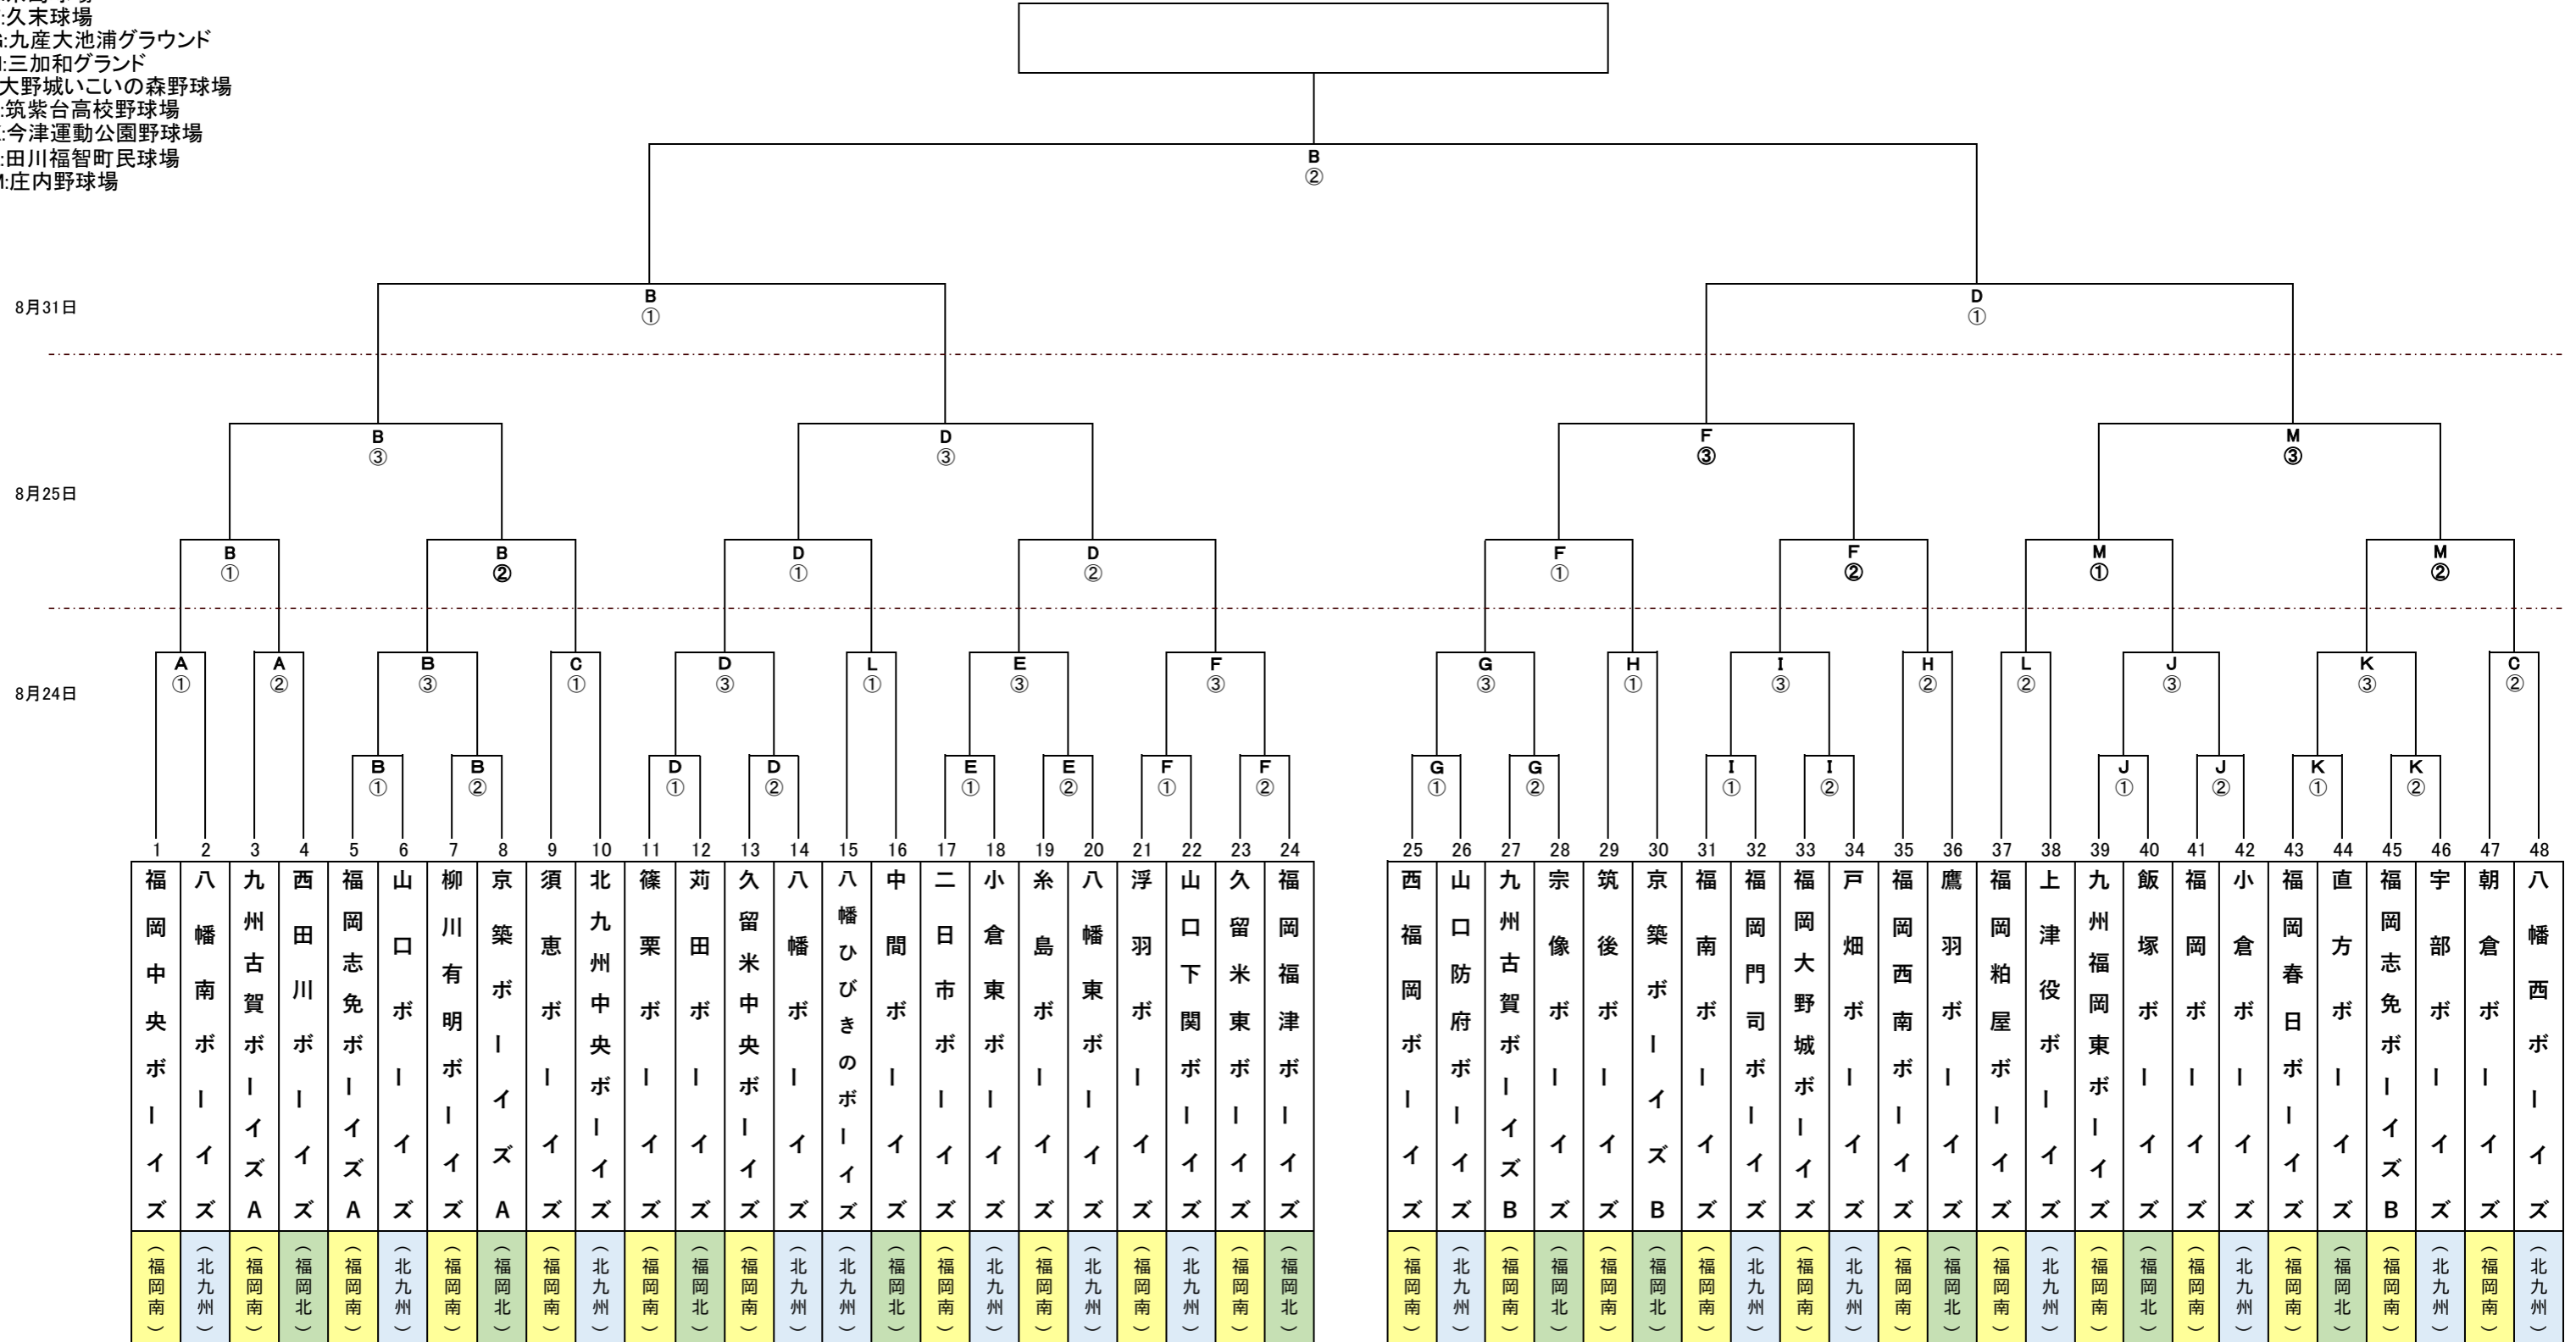 :久末球場
:九産大池浦グラウンド
:三加和グランド
大野城いこいの森野球場
:筑紫台高校野球場
:今津運動公園野球場
:田川福智町民球場
:庄内野球場
B
②
8月31日
B
①
D
①
B
③
D
③
F
③
M
③
8月25日
B
①
B
②
D
①
D
②
F
①
F
②
M
①
M
②
8月24日
A
①
A
②
B
③
C
①
D
③
L
①
E
③
F
③
G
③
H
①
I
③
H
②
L
②
J
③
K
③
C
②
B
①
B
②
D
①
D
②
E
①
E
②
F
①
F
②
G
①
G
②
I
①
I
②
J
①
J
②
K
①
K
②
1
福岡中央ボーイズ
(福岡南)
2
八幡南ボーイズ
(北九州)
3
九州古賀ボーイズA
(福岡南)
4
西田川ボーイズ
(福岡北)
5
福岡志免ボーイズA
(福岡南)
6
山口ボーイズ
(北九州)
7
柳川有明ボーイズ
(福岡南)
8
京築ボーイズA
(福岡北)
9
須恵ボーイズ
(福岡南)
10
北九州中央ボーイズ
(北九州)
11
篠栗ボーイズ
(福岡南)
12
苅田ボーイズ
(福岡北)
13
久留米中央ボーイズ
(福岡南)
14
八幡ボーイズ
(北九州)
15
八幡ひびきのボーイズ
(北九州)
16
中間ボーイズ
(福岡北)
17
二日市ボーイズ
(福岡南)
18
小倉東ボーイズ
(北九州)
19
糸島ボーイズ
(福岡南)
20
八幡東ボーイズ
(北九州)
21
浮羽ボーイズ
(福岡南)
22
山口下関ボーイズ
(北九州)
23
久留米東ボーイズ
(福岡南)
24
福岡福津ボーイズ
(福岡北)
25
西福岡ボーイズ
(福岡南)
26
山口防府ボーイズ
(北九州)
27
九州古賀ボーイズB
(福岡南)
28
宗像ボーイズ
(福岡北)
29
筑後ボーイズ
(福岡南)
30
京築ボーイズB
(福岡北)
31
福南ボーイズ
(福岡南)
32
福岡門司ボーイズ
(北九州)
33
福岡大野城ボーイズ
(福岡南)
34
戸畑ボーイズ
(北九州)
35
福岡西南ボーイズ
(福岡南)
36
鷹羽ボーイズ
(福岡北)
37
福岡粕屋ボーイズ
(福岡南)
38
上津役ボーイズ
(北九州)
39
九州福岡東ボーイズ
(福岡南)
40
飯塚ボーイズ
(福岡北)
41
福岡ボーイズ
(福岡南)
42
小倉ボーイズ
(北九州)
43
福岡春日ボーイズ
(福岡南)
44
直方ボーイズ
(福岡北)
45
福岡志免ボーイズB
(福岡南)
46
宇部ボーイズ
(北九州)
47
朝倉ボーイズ
(福岡南)
48
八幡西ボーイズ
(北九州)